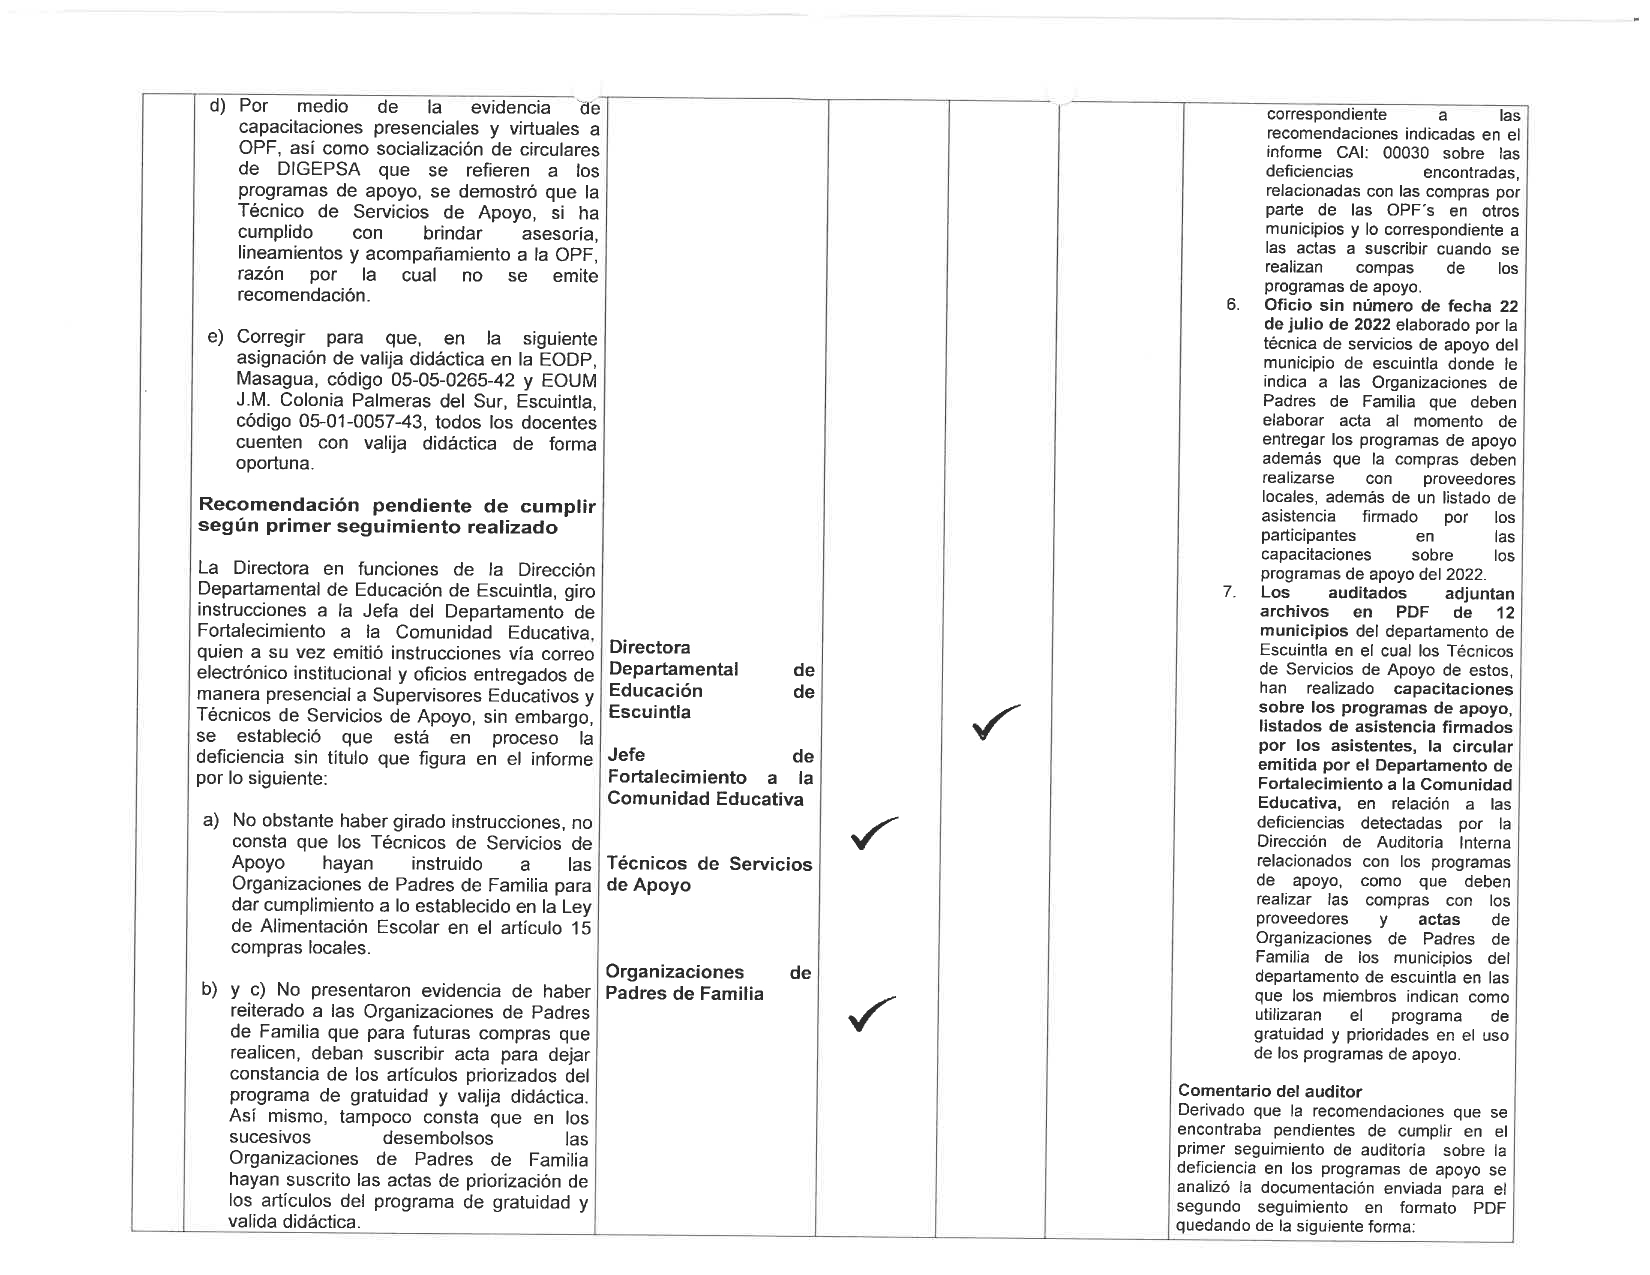 d) Por medio de la evidencia de
capacitaciones presenciales y virtuales a
OPF, así como socialización de circulares
de DIGEPSA que se refieren a los
programas de apoyo, se demostró que la
Técnico de Servicios de Apoyo, si ha
cumplido con brindar asesoria,
lineamientos y acompañamiento a la OPF,
razón por la cual no se emite
recomendación.
e) Corregir para que, en la siguiente
asignación de valija didáctica en la EODP,
Masagua, código 05-05-0265-42 y EOUM
J.M. Colonia Palmeras del Sur, Escuintla,
código 05-01-0057-43, todos los docentes
cuenten con valija didáctica de forma
oportuna.
Recomendación pendiente de cumplir
según primer seguimiento realizado
La Directora en funciones de la Dirección
Departamental de Educación de Escuintla, giro
instrucciones a la Jefa del Departamento de
Fortalecimiento a la Comunidad Educativa,
quien a su vez emitió instrucciones vía correo
electrónico institucional y oficios entregados de
manera presencial a Supervisores Educativos y
Técnicos de Servicios de Apoyo, sin embargo,
se estableció que está en proceso la
deficiencia sin titulo que figura en el informe
por lo siguiente:
a) No obstante haber girado instrucciones, no
consta que los Técnicos de Servicios de
Apoyo hayan instruido a las
Organizaciones de Padres de Familia para
dar cumplimiento a lo establecido en la Ley
de Alimentación Escolar en el artículo 15
compras locales.
b) y c) No presentaron evidencia de haber
reiterado a las Organizaciones de Padres
de Familia que para futuras compras que
realicen, deban suscribir acta para dejar
constancia de los artículos priorizados del
programa de gratuidad y valija didáctica.
Así mismo, tampoco consta que en los
sucesivos desembolsos las
Organizaciones de Padres de Familia
hayan suscrito las actas de priorización de
los artículos del programa de gratuidad y
valida didáctica.
Directora
Departamental de
Educación de
Escuintla
Jefe de
Fortalecimiento a la
Comunidad Educativa
Técnicos de Servicios
de Apoyo
Organizaciones de
Padres de Familia
correspondiente a las
recomendaciones indicadas en el
informe CAI: 00030 sobre las
deficiencias encontradas,
relacionadas con las compras por
parte de las OPF's en otros
municipios y lo correspondiente a
las actas a suscribir cuando se
realizan compas de los
programas de apoyo.
6. Oficio sin número de fecha 22
de julio de 2022 elaborado por la
técnica de servicios de apoyo del
municipio de escuintla donde le
indica a las Organizaciones de
Padres de Familia que deben
elaborar acta al momento de
entregar los programas de apoyo
además que la compras deben
realizarse con proveedores
locales, además de un listado de
asistencia firmado por los
participantes en las
capacitaciones sobre los
programas de apoyo del 2022.
7. Los auditados adjuntan
archivos en PDF de 12
municipios del departamento de
Escuintla en el cual los Técnicos
de Servicios de Apoyo de estos,
han realizado capacitaciones
sobre los programas de apoyo,
listados de asistencia firmados
por los asistentes, la circular
emitida por el Departamento de
Fortalecimiento a la Comunidad
Educativa, en relación a las
deficiencias detectadas por la
Dirección de Auditoria Interna
relacionados con los programas
de apoyo, como que deben
realizar las compras con los
proveedores y actas de
Organizaciones de Padres de
Familia de los municipios del
departamento de escuintla en las
que los miembros indican como
utilizaran el programa de
gratuidad y prioridades en el uso
de los programas de apoyo.
Comentario del auditor
Derivado que la recomendaciones que se
encontraba pendientes de cumplir en el
primer seguimiento de auditoria sobre la
deficiencia en los programas de apoyo se
analizó la documentación enviada para el
segundo seguimiento en formato PDF
quedando de la siguiente forma: